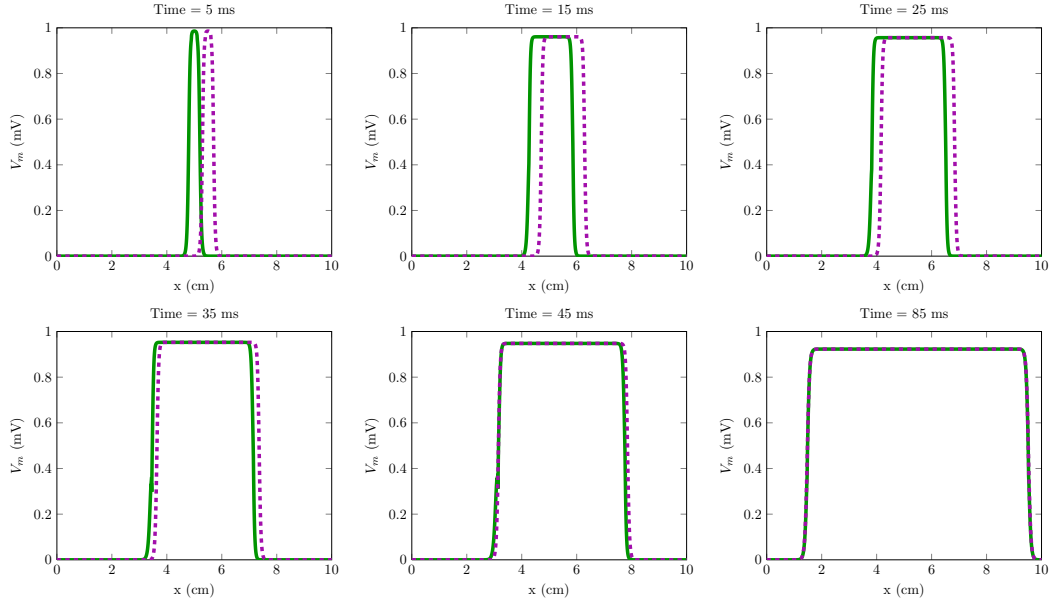 Time = 5 ms
1
0.8
0.6
0.4
0.2
0
V_m (mV)
0 2 4 6 8 10
x (cm)
Time = 15 ms
1
0.8
0.6
0.4
0.2
0
V_m (mV)
0 2 4 6 8 10
x (cm)
Time = 25 ms
1
0.8
0.6
0.4
0.2
0
V_m (mV)
0 2 4 6 8 10
x (cm)
Time = 35 ms
1
0.8
0.6
0.4
0.2
0
V_m (mV)
0 2 4 6 8 10
x (cm)
Time = 45 ms
1
0.8
0.6
0.4
0.2
0
V_m (mV)
0 2 4 6 8 10
x (cm)
Time = 85 ms
1
0.8
0.6
0.4
0.2
0
V_m (mV)
0 2 4 6 8 10
x (cm)